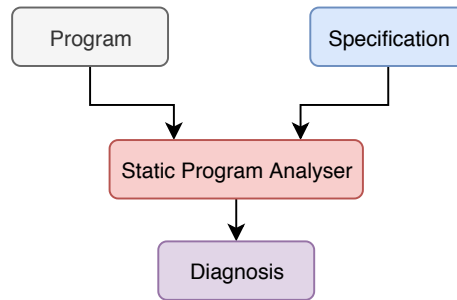 Program
Specification
Static Program Analyser
Diagnosis